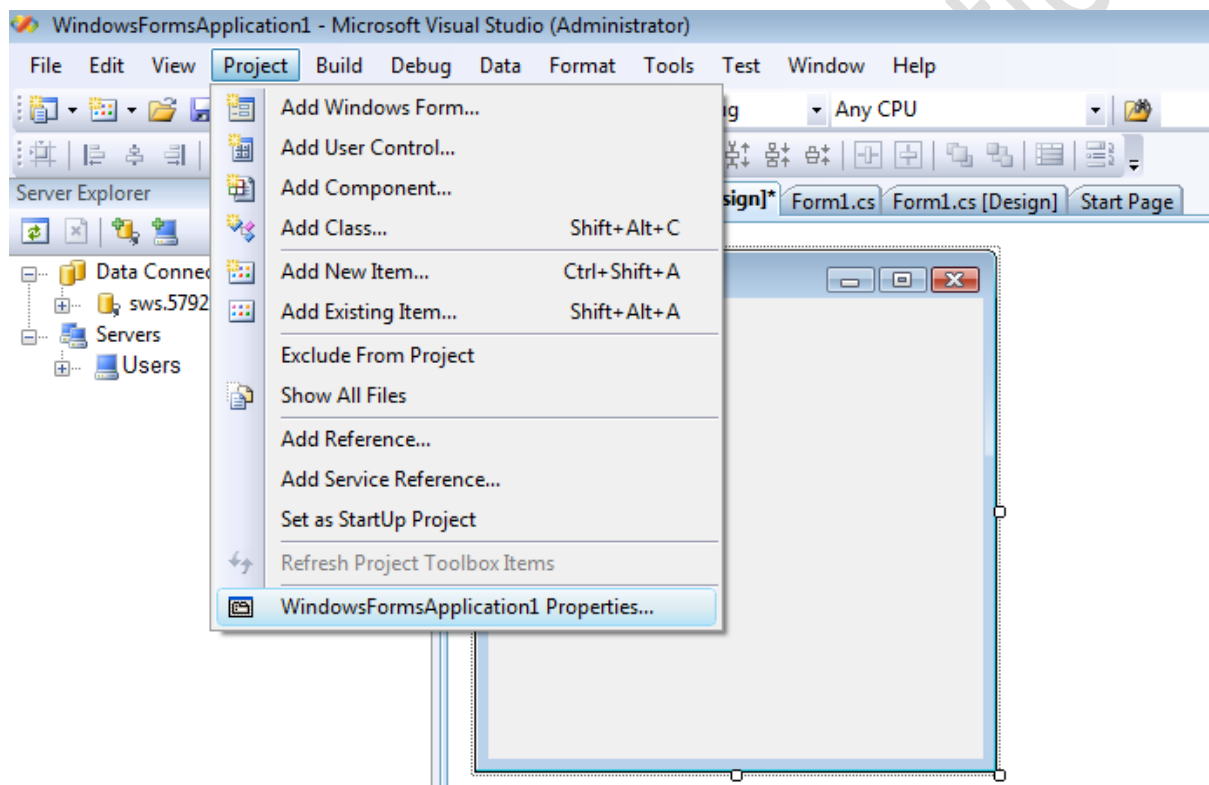 WindowsFormsApplication1 - Microsoft Visual Studio (Administrator)
File Edit View Project Build Debug Data Format Tools Test Window Help
Any CPU
Server Explorer
Form1.cs Form1.cs [Design] Start Page
Data Connec
sws.5792
Servers
Users
Add Windows Form...
Add User Control...
Add Component...
Add Class... Shift+Alt+C
Add New Item... Ctrl+Shift+A
Add Existing Item... Shift+Alt+A
Exclude From Project
Show All Files
Add Reference...
Add Service Reference...
Set as StartUp Project
Refresh Project Toolbox Items
WindowsFormsApplication1 Properties...